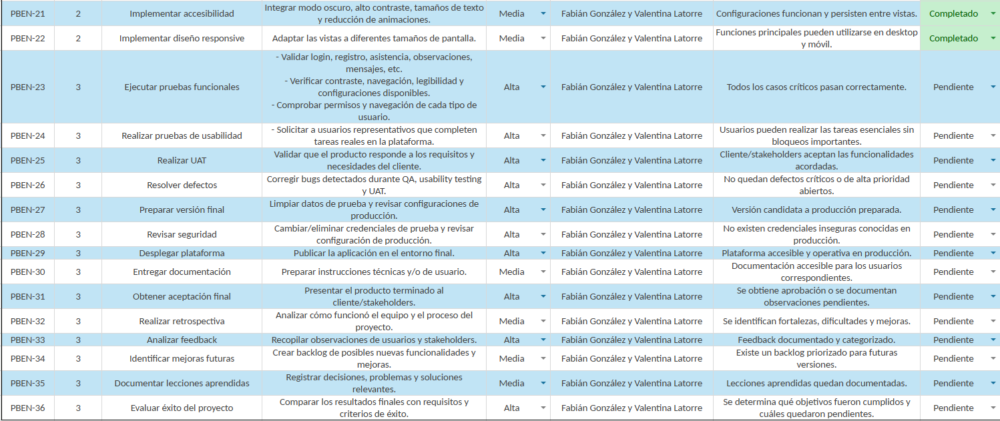 PBEN-21 2 Implementar accesibilidad Integrar modo oscuro, alto contraste, tamaños de texto y reducción de animaciones. Media Fabián González y Valentina Latorre Configuraciones funcionan y persisten entre vistas. Completado
PBEN-22 2 Implementar diseño responsive Adaptar las vistas a diferentes tamaños de pantalla. Media Fabián González y Valentina Latorre Funciones principales pueden utilizarse en desktop y móvil. Completado
PBEN-23 3 Ejecutar pruebas funcionales - Validar login, registro, asistencia, observaciones, mensajes, etc. - Verificar contraste, navegación, legibilidad y configuraciones disponibles. - Comprobar permisos y navegación de cada tipo de usuario. Alta Fabián González y Valentina Latorre Todos los casos críticos pasan correctamente. Pendiente
PBEN-24 3 Realizar pruebas de usabilidad - Solicitar a usuarios representativos que completen tareas reales en la plataforma. Alta Fabián González y Valentina Latorre Usuarios pueden realizar las tareas esenciales sin bloqueos importantes. Pendiente
PBEN-25 3 Realizar UAT Validar que el producto responde a los requisitos y necesidades del cliente. Alta Fabián González y Valentina Latorre Cliente/stakeholders aceptan las funcionalidades acordadas. Pendiente
PBEN-26 3 Resolver defectos Corregir bugs detectados durante QA, usability testing y UAT. Alta Fabián González y Valentina Latorre No quedan defectos críticos o de alta prioridad abiertos. Pendiente
PBEN-27 3 Preparar versión final Limpiar datos de prueba y revisar configuraciones de producción. Alta Fabián González y Valentina Latorre Versión candidata a producción preparada. Pendiente
PBEN-28 3 Revisar seguridad Cambiar/eliminar credenciales de prueba y revisar configuración de producción. Alta Fabián González y Valentina Latorre No existen credenciales inseguras conocidas en producción. Pendiente
PBEN-29 3 Desplegar plataforma Publicar la aplicación en el entorno final. Alta Fabián González y Valentina Latorre Plataforma accesible y operativa en producción. Pendiente
PBEN-30 3 Entregar documentación Preparar instrucciones técnicas y/o de usuario. Media Fabián González y Valentina Latorre Documentación accesible para los usuarios correspondientes. Pendiente
PBEN-31 3 Obtener aceptación final Presentar el producto terminado al cliente/stakeholders. Alta Fabián González y Valentina Latorre Se obtiene aprobación o se documentan observaciones pendientes. Pendiente
PBEN-32 3 Realizar retrospectiva Analizar cómo funcionó el equipo y el proceso del proyecto. Media Fabián González y Valentina Latorre Se identifican fortalezas, dificultades y mejoras. Pendiente
PBEN-33 3 Analizar feedback Recopilar observaciones de usuarios y stakeholders. Alta Fabián González y Valentina Latorre Feedback documentado y categorizado. Pendiente
PBEN-34 3 Identificar mejoras futuras Crear backlog de posibles nuevas funcionalidades y mejoras. Media Fabián González y Valentina Latorre Existe un backlog priorizado para futuras versiones. Pendiente
PBEN-35 3 Documentar lecciones aprendidas Registrar decisiones, problemas y soluciones relevantes. Media Fabián González y Valentina Latorre Lecciones aprendidas quedan documentadas. Pendiente
PBEN-36 3 Evaluar éxito del proyecto Comparar los resultados finales con requisitos y criterios de éxito. Alta Fabián González y Valentina Latorre Se determina qué objetivos fueron cumplidos y cuáles quedaron pendientes. Pendiente